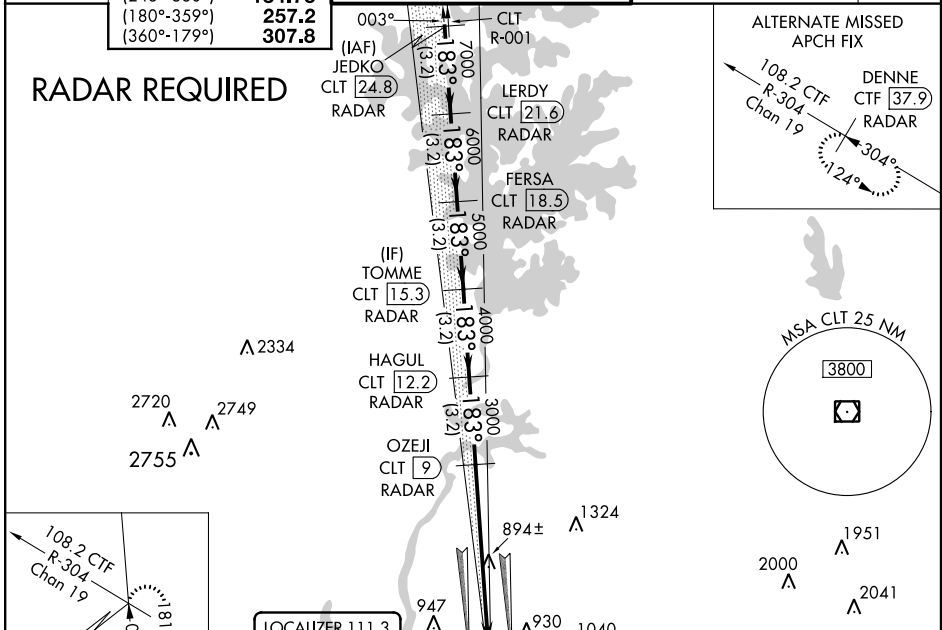 (180°-359°) 257.2
(360°-179°) 307.8
RADAR REQUIRED
003°
CLT
R-001
(IAF)
JEDKO
CLT 24.8
RADAR
183°
7000
(3.2)
LERDY
CLT 21.6
RADAR
183°
6000
(3.2)
FERSA
CLT 18.5
RADAR
183°
5000
(3.2)
(IF)
TOMME
CLT 15.3
RADAR
183°
4000
(3.2)
HAGUL
CLT 12.2
RADAR
183°
3000
(3.2)
OZEJI
CLT 9
RADAR
ALTERNATE MISSED
APCH FIX
108.2 CTF
R-304
Chan 19
DENNE
CTF 37.9
RADAR
304°
124°
MSA CLT 25 NM
3800
2334
2720
2749
2755
1324
894±
1951
2000
2041
108.2 CTF
R-304
Chan 19
181
947
930
1040
LOCALIZER 111.3